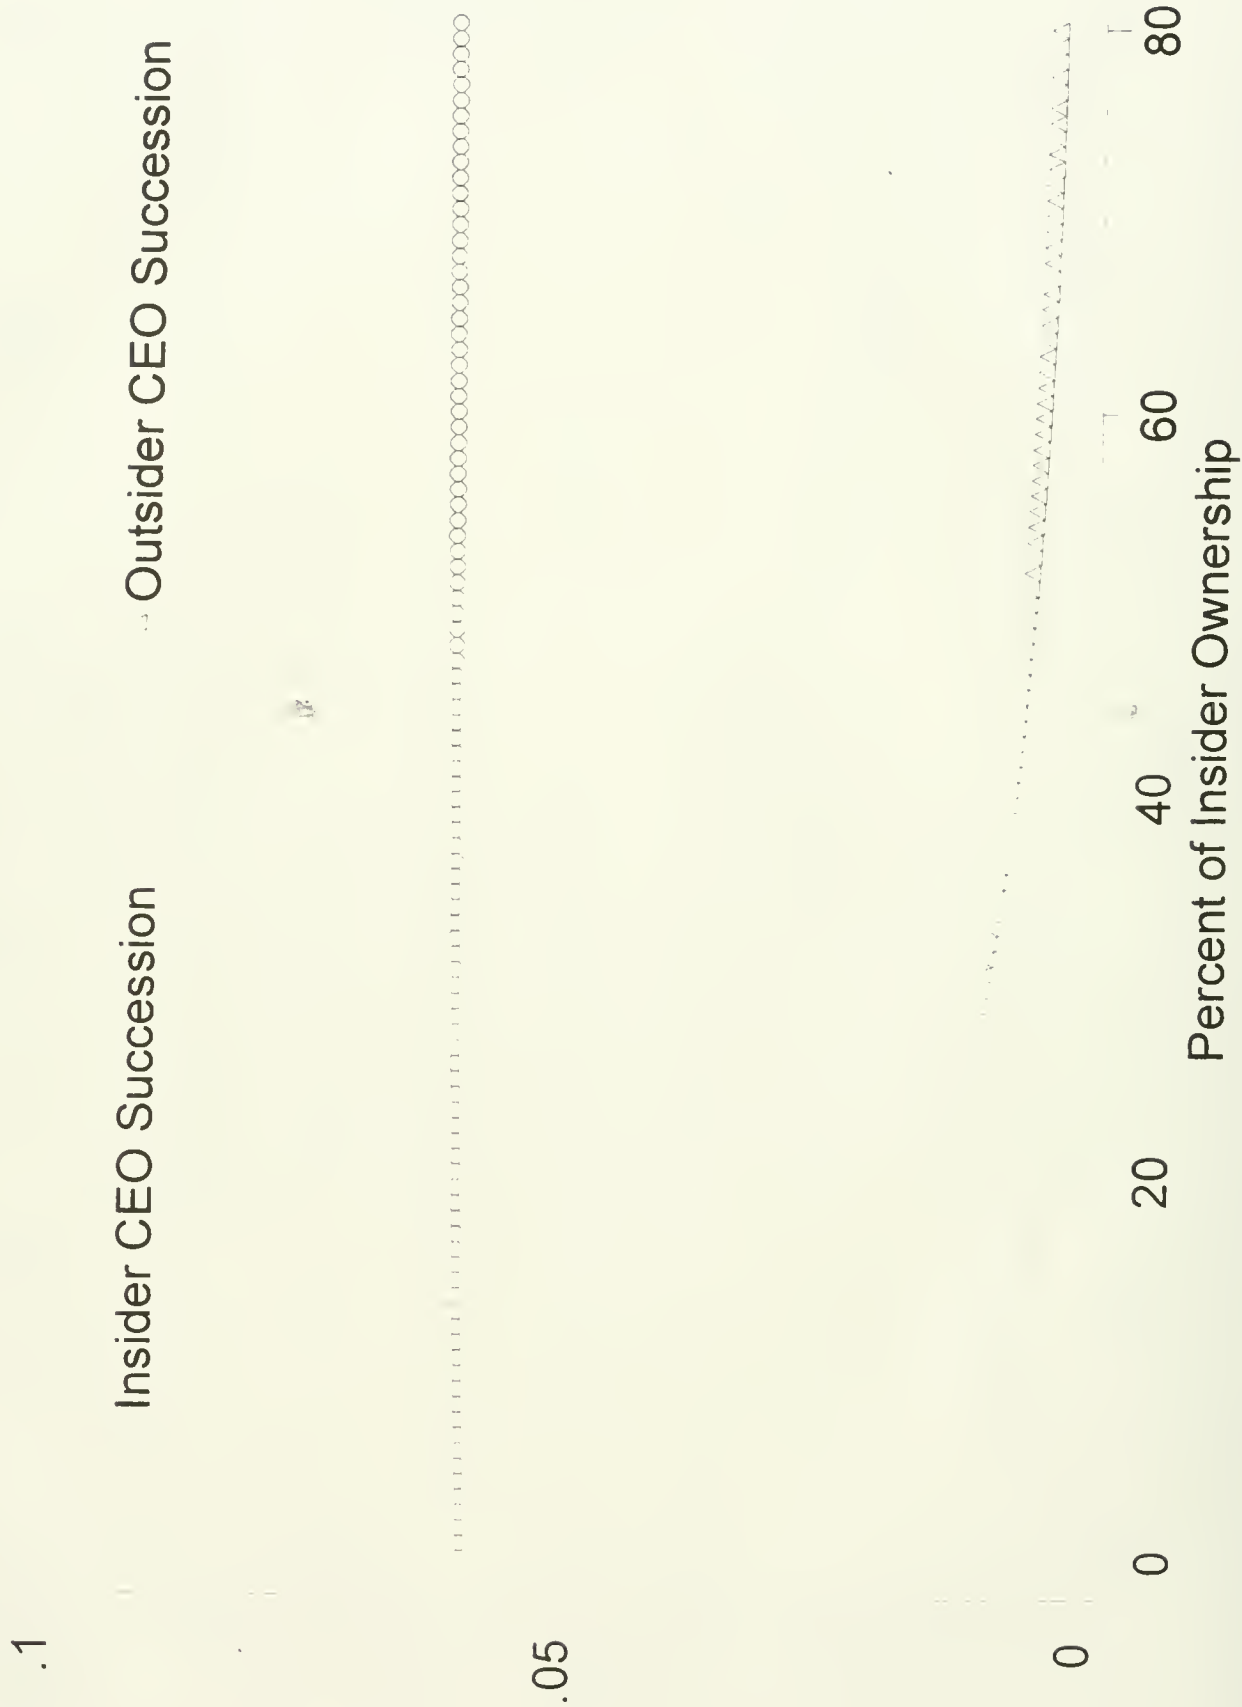 Insider CEO Succession
Outsider CEO Succession
.1
.05
0
0
20
40
60
80
Percent of Insider Ownership